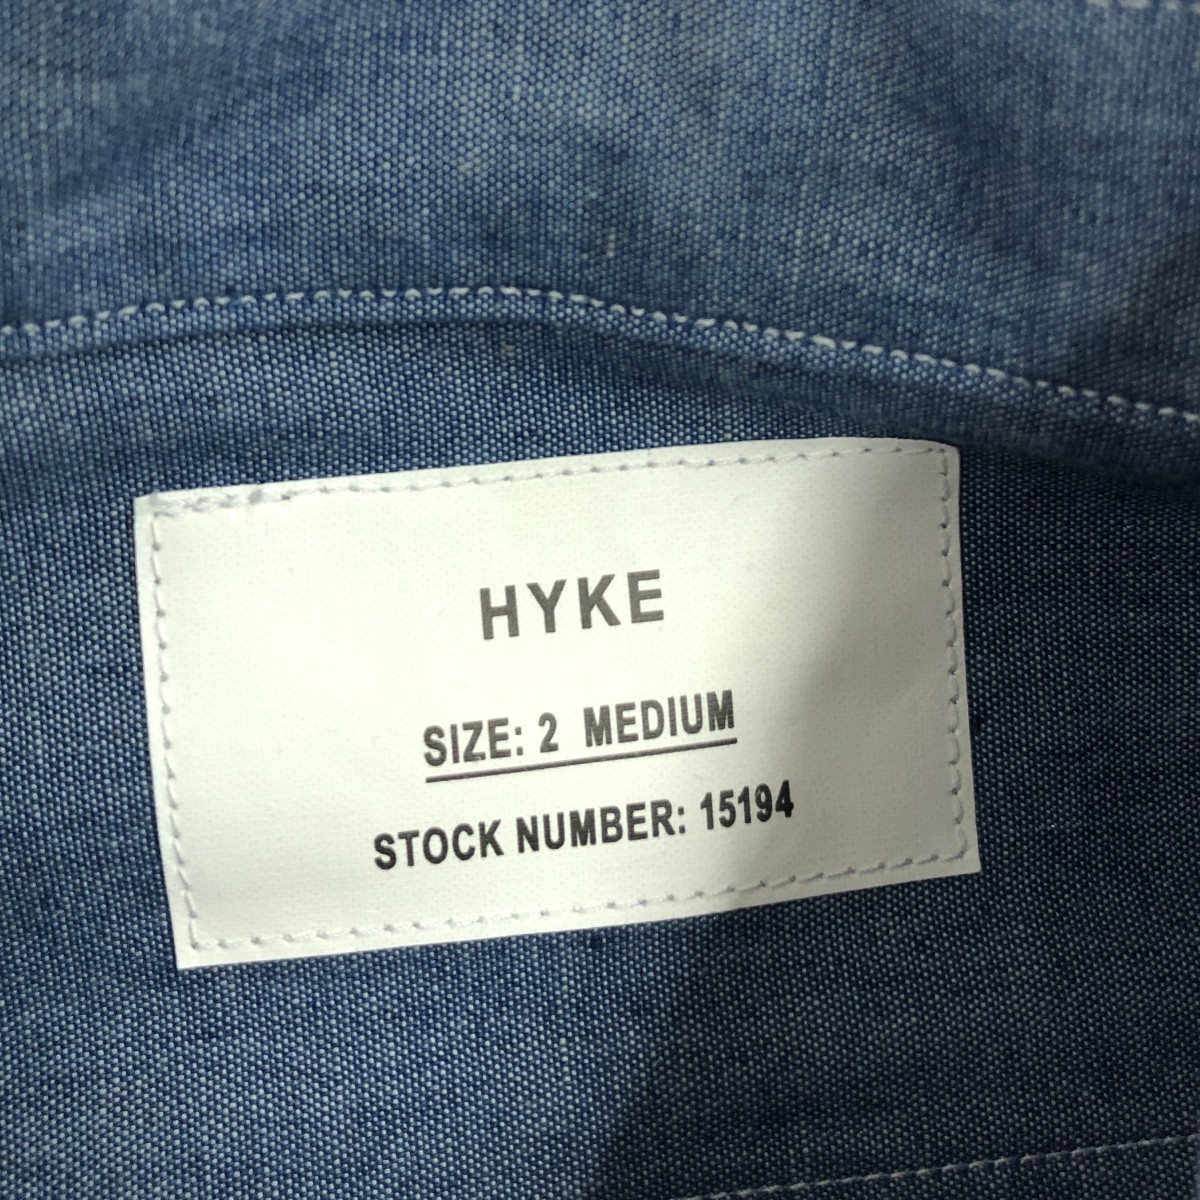 HYKE
SIZE: 2 MEDIUM
STOCK NUMBER: 15194